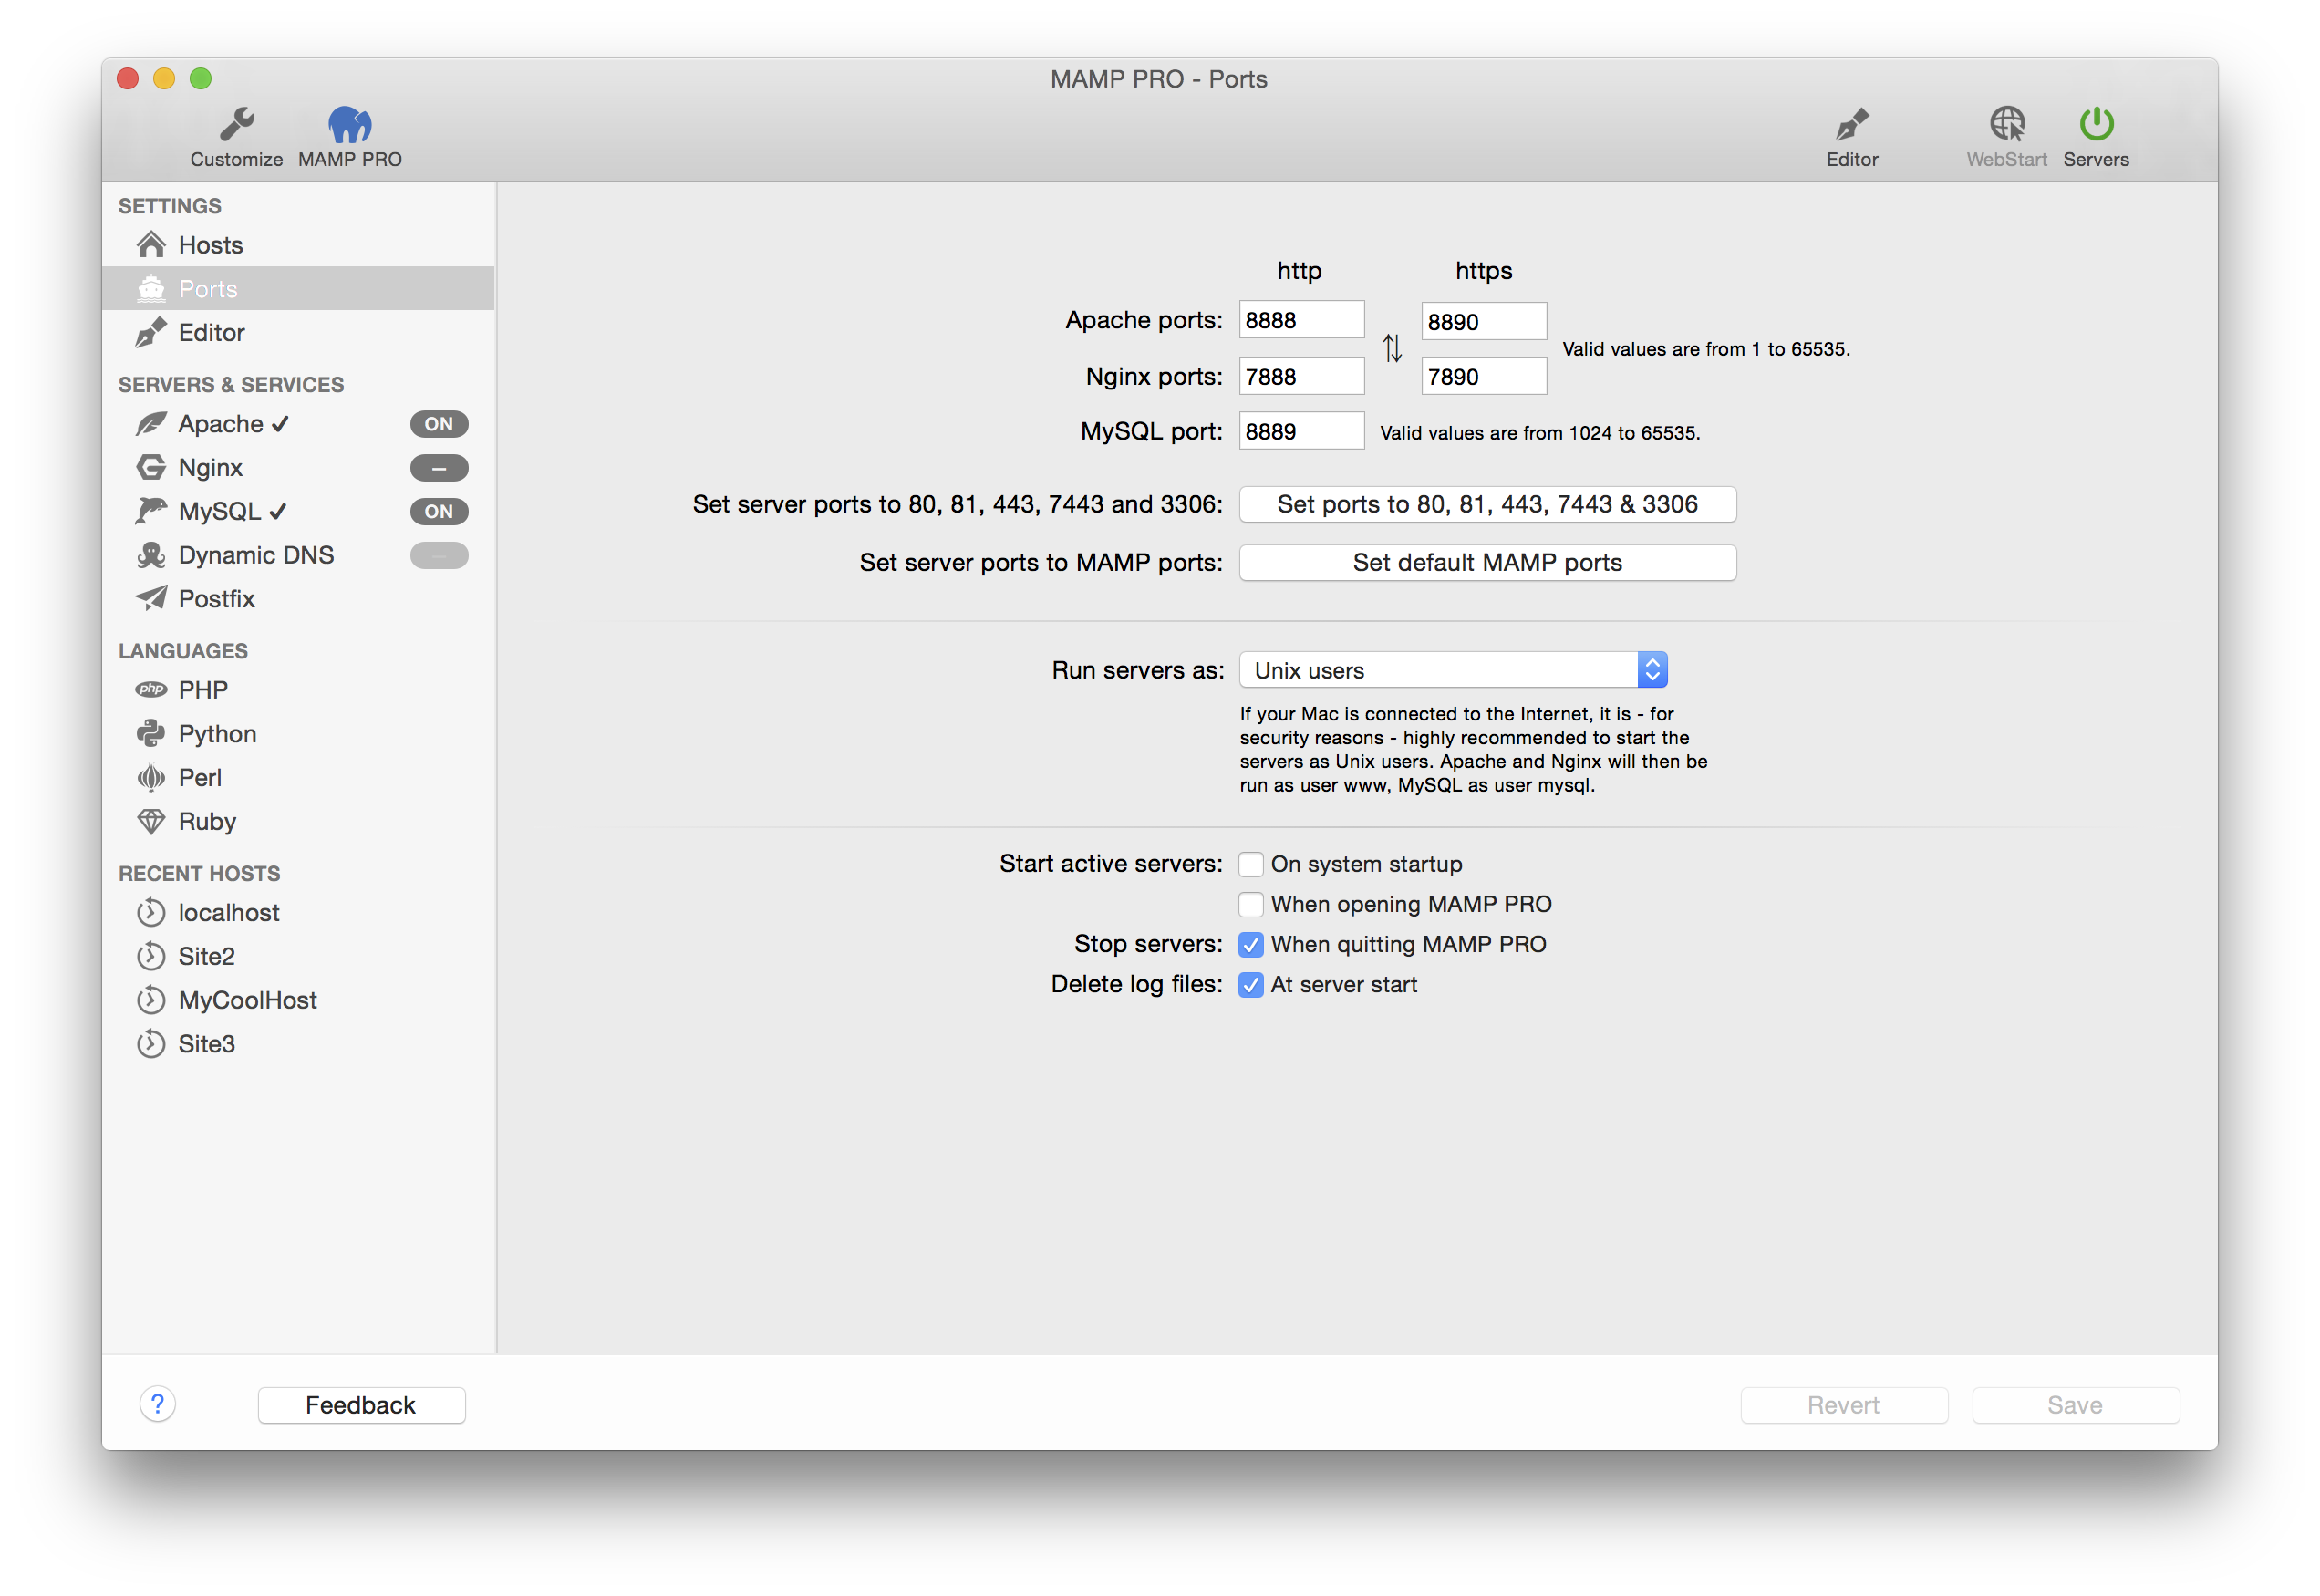 MAMP PRO - Ports
Customize
MAMP PRO
Editor
WebStart
Servers
SETTINGS
Hosts
Ports
Editor
SERVERS & SERVICES
Apache ✓ ON
Nginx –
MySQL ✓ ON
Dynamic DNS –
Postfix
LANGUAGES
php PHP
Python
Perl
Ruby
RECENT HOSTS
localhost
Site2
MyCoolHost
Site3
http https
Apache ports: 8888 8890
Valid values are from 1 to 65535.
Nginx ports: 7888 7890
MySQL port: 8889 Valid values are from 1024 to 65535.
Set server ports to 80, 81, 443, 7443 and 3306: Set ports to 80, 81, 443, 7443 & 3306
Set server ports to MAMP ports: Set default MAMP ports
Run servers as: Unix users
If your Mac is connected to the Internet, it is - for
security reasons - highly recommended to start the
servers as Unix users. Apache and Nginx will then be
run as user www, MySQL as user mysql.
Start active servers: On system startup
When opening MAMP PRO
Stop servers: When quitting MAMP PRO
Delete log files: At server start
? Feedback
Revert
Save